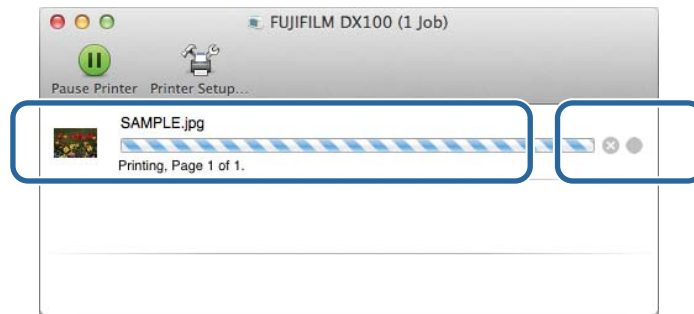 FUJIFILM DX100 (1 Job)
Pause Printer Printer Setup...
SAMPLE.jpg
Printing, Page 1 of 1.